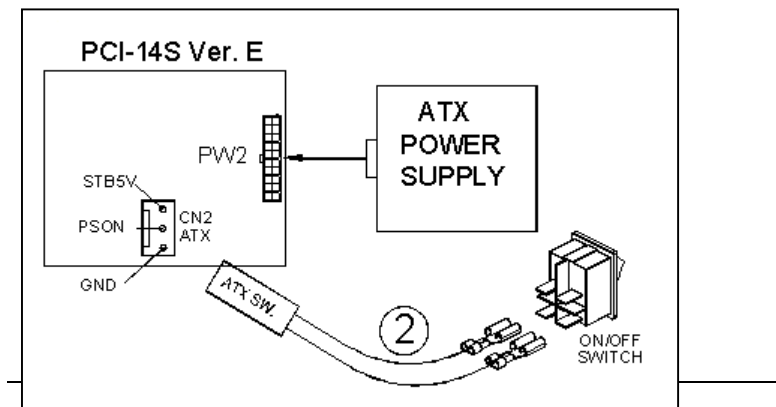 PCI-14S Ver. E
ATX
POWER
SUPPLY
PW2
STB5V
PSON
CN2
ATX
GND
ATX SW.
2
ON/OFF
SWITCH